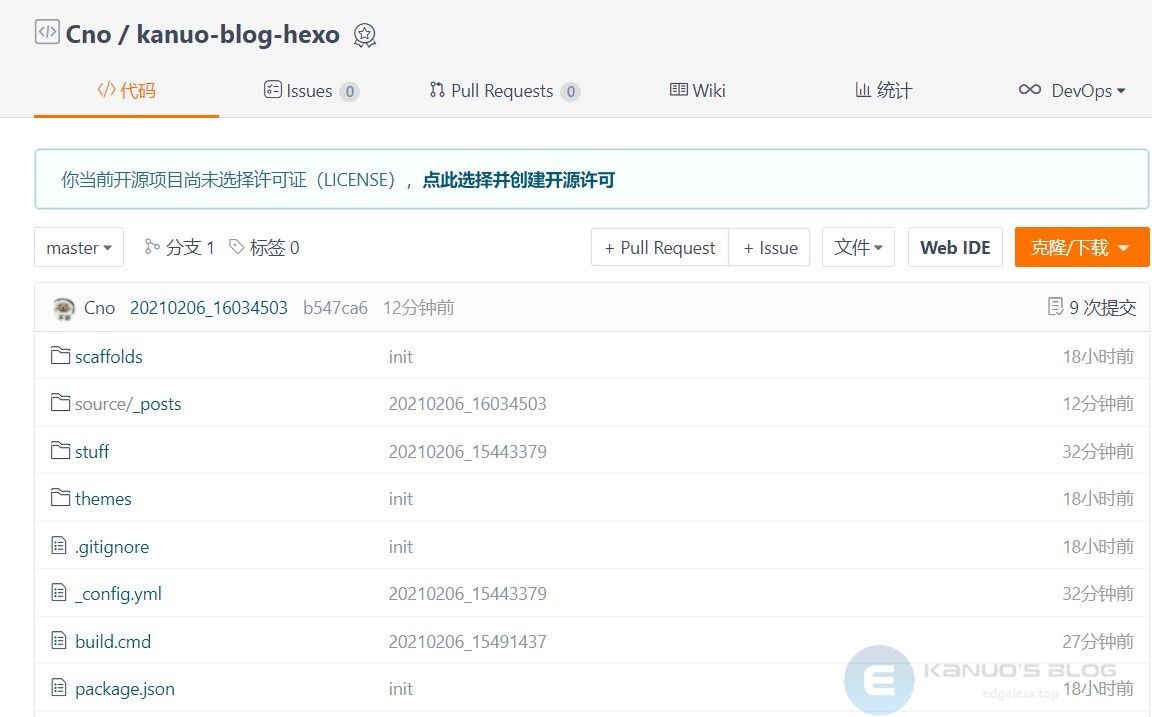 Cno / kanuo-blog-hexo
代码 Issues 0 Pull Requests 0 Wiki 统计 DevOps
你当前开源项目尚未选择许可证（LICENSE），点此选择并创建开源许可
master 分支 1 标签 0 + Pull Request + Issue 文件 Web IDE 克隆/下载
Cno 20210206_16034503 b547ca6 12分钟前 9 次提交
scaffolds init 18小时前
source/_posts 20210206_16034503 12分钟前
stuff 20210206_15443379 32分钟前
themes init 18小时前
.gitignore init 18小时前
_config.yml 20210206_15443379 32分钟前
build.cmd 20210206_15491437 27分钟前
KANUO'S BLOG
package.json init 18小时前
edgeless.top